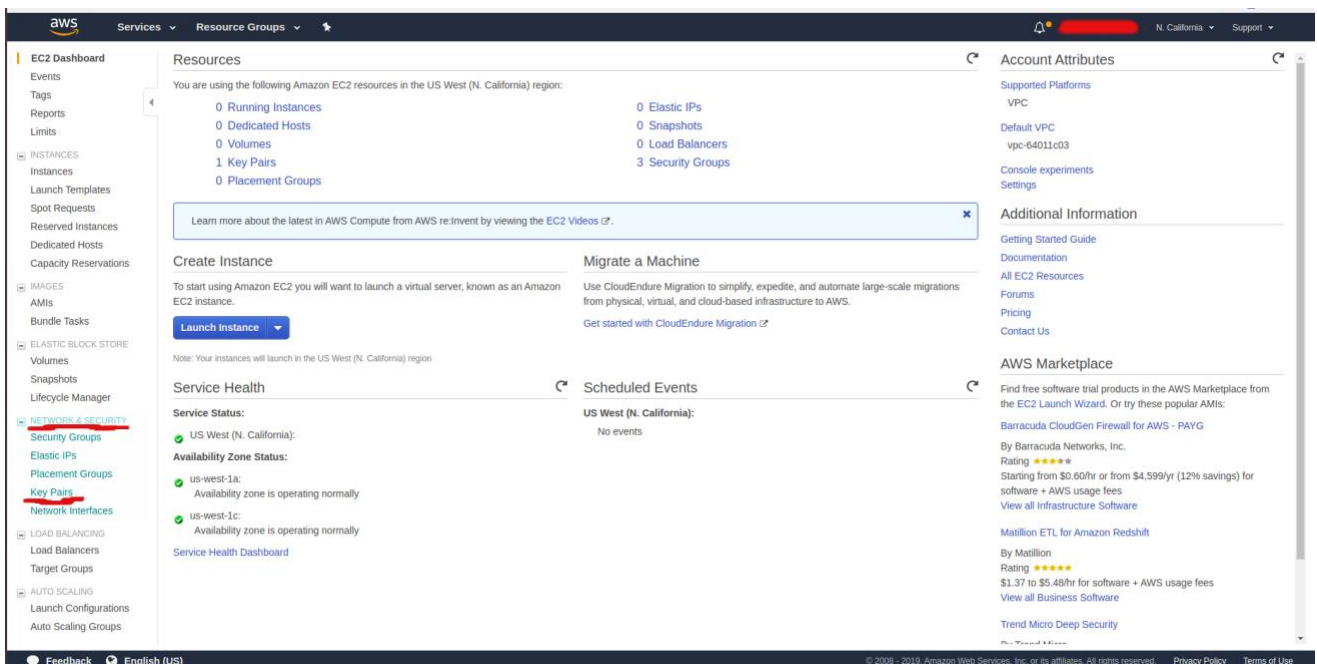 aws Services Resource Groups N. California Support
EC2 Dashboard
Events
Tags
Reports
Limits
INSTANCES
Instances
Launch Templates
Spot Requests
Reserved Instances
Dedicated Hosts
Capacity Reservations
IMAGES
AMIs
Bundle Tasks
ELASTIC BLOCK STORE
Volumes
Snapshots
Lifecycle Manager
NETWORK & SECURITY
Security Groups
Elastic IPs
Placement Groups
Key Pairs
Network Interfaces
LOAD BALANCING
Load Balancers
Target Groups
AUTO SCALING
Launch Configurations
Auto Scaling Groups
Resources
You are using the following Amazon EC2 resources in the US West (N. California) region:
0 Running Instances
0 Dedicated Hosts
0 Volumes
1 Key Pairs
0 Placement Groups
0 Elastic IPs
0 Snapshots
0 Load Balancers
3 Security Groups
Learn more about the latest in AWS Compute from AWS re:Invent by viewing the EC2 Videos.
Create Instance
To start using Amazon EC2 you will want to launch a virtual server, known as an Amazon
EC2 instance.
Launch Instance
Note: Your instances will launch in the US West (N. California) region
Migrate a Machine
Use CloudEndure Migration to simplify, expedite, and automate large-scale migrations
from physical, virtual, and cloud-based infrastructure to AWS.
Get started with CloudEndure Migration
Service Health
Service Status:
US West (N. California):
Availability Zone Status:
us-west-1a:
Availability zone is operating normally
us-west-1c:
Availability zone is operating normally
Service Health Dashboard
Scheduled Events
US West (N. California):
No events
Account Attributes
Supported Platforms
VPC
Default VPC
vpc-64011c03
Console experiments
Settings
Additional Information
Getting Started Guide
Documentation
All EC2 Resources
Forums
Pricing
Contact Us
AWS Marketplace
Find free software trial products in the AWS Marketplace from
the EC2 Launch Wizard. Or try these popular AMIs:
Barracuda CloudGen Firewall for AWS - PAYG
By Barracuda Networks, Inc.
Rating
Starting from $0.60/hr or from $4,599/yr (12% savings) for
software + AWS usage fees
View all Infrastructure Software
Matillion ETL for Amazon Redshift
By Matillion
Rating
$1.37 to $5.48/hr for software + AWS usage fees
View all Business Software
Trend Micro Deep Security
By Trend Micro
Feedback English (US) © 2008 - 2019, Amazon Web Services, Inc. or its affiliates. All rights reserved. Privacy Policy Terms of Use